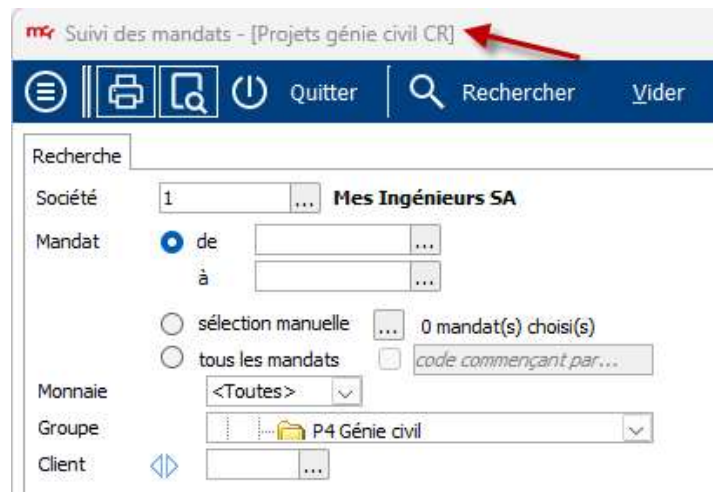 mcr Suivi des mandats - [Projets génie civil CR]
Quitter Rechercher Vider
Recherche
Société 1 ... Mes Ingénieurs SA
Mandat de ...
à ...
sélection manuelle ... 0 mandat(s) choisi(s)
tous les mandats code commençant par...
Monnaie <Toutes>
Groupe P4 Génie civil
Client ...